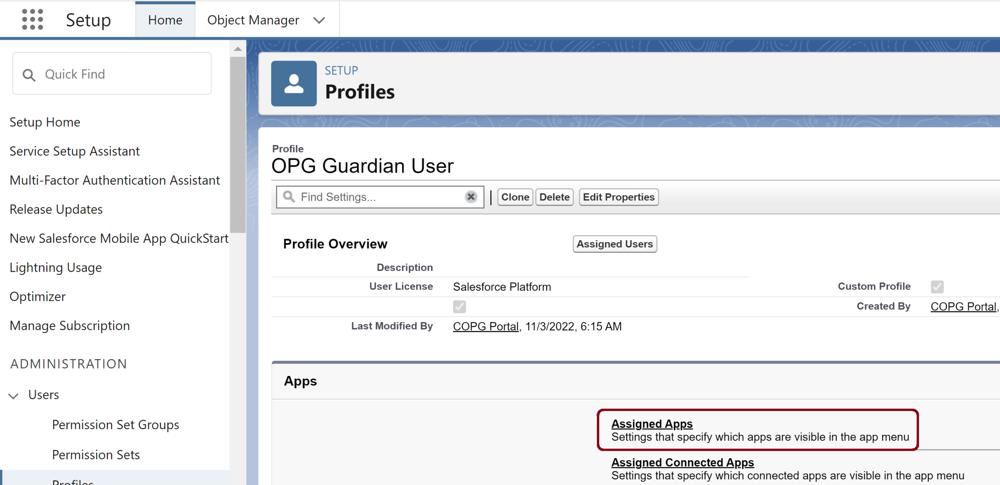 Setup
Home
Object Manager
Quick Find
Setup Home
Service Setup Assistant
Multi-Factor Authentication Assistant
Release Updates
New Salesforce Mobile App QuickStart
Lightning Usage
Optimizer
Manage Subscription
ADMINISTRATION
Users
Permission Set Groups
Permission Sets
Profiles
SETUP
Profiles
Profile
OPG Guardian User
Find Settings...
Clone
Delete
Edit Properties
Profile Overview
Assigned Users
Description
User License Salesforce Platform
Custom Profile
Created By COPG Portal,
Last Modified By COPG Portal, 11/3/2022, 6:15 AM
Apps
Assigned Apps
Settings that specify which apps are visible in the app menu
Assigned Connected Apps
Settings that specify which connected apps are visible in the app menu